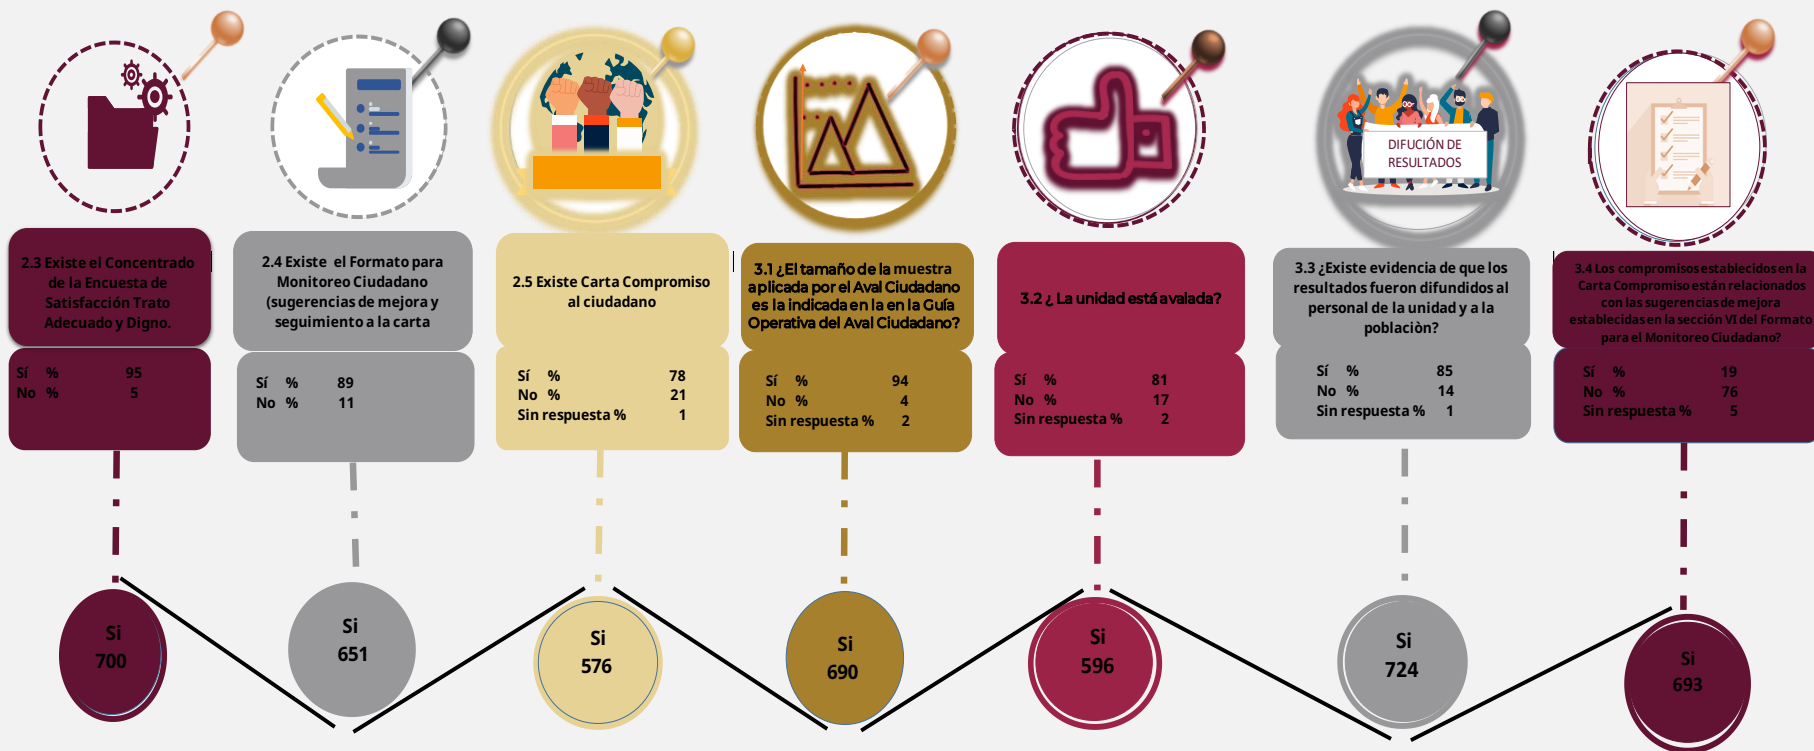 DIFUCIÓN DE
RESULTADOS
2.3 Existe el Concentrado
de la Encuesta de
Satisfacción Trato
Adecuado y Digno.
Sí % 95
No % 5
Si
700
2.4 Existe el Formato para
Monitoreo Ciudadano
(sugerencias de mejora y
seguimiento a la carta
Sí % 89
No % 11
Si
651
2.5 Existe Carta Compromiso
al ciudadano
Sí % 78
No % 21
Sin respuesta % 1
Si
576
3.1 ¿El tamaño de la muestra
aplicada por el Aval Ciudadano
es la indicada en la en la Guía
Operativa del Aval Ciudadano?
Sí % 94
No % 4
Sin respuesta % 2
Si
690
3.2 ¿ La unidad está avalada?
Sí % 81
No % 17
Sin respuesta % 2
Si
596
3.3 ¿Existe evidencia de que los
resultados fueron difundidos al
personal de la unidad y a la
poblaciòn?
Sí % 85
No % 14
Sin respuesta % 1
Si
724
3.4 Los compromisos establecidos en la
Carta Compromiso están relacionados
con las sugerencias de mejora
establecidas en la sección VI del Formato
para el Monitoreo Ciudadano?
Sí % 19
No % 76
Sin respuesta % 5
Si
693